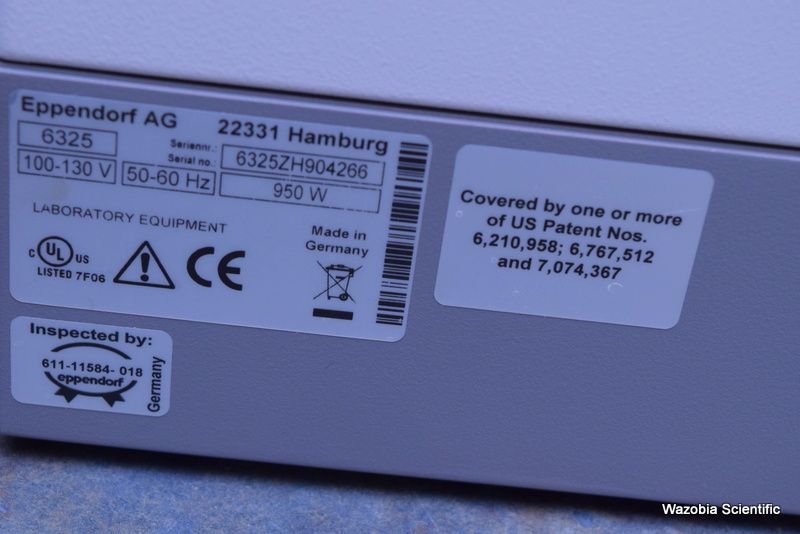 Eppendorf AG 22331 Hamburg
6325 Seriennr.: Serial no.: 6325ZH904266
100-130 V 50-60 Hz 950 W
LABORATORY EQUIPMENT
Made in
Germany
C UL US
LISTED 7F06
CE
Inspected by:
611-11584- 018
eppendorf
Germany
Covered by one or more
of US Patent Nos.
6,210,958; 6,767,512
and 7,074,367
Wazobia Scientific